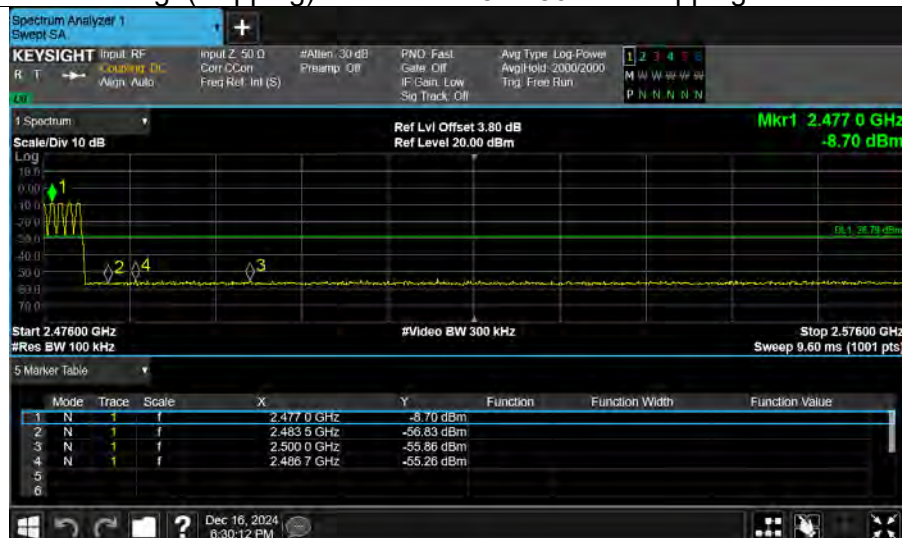 Spectrum Analyzer 1
Swept SA
+
KEYSIGHT Input: RF Input Z: 50 Ω #Atten: 30 dB PNO: Fast Avg Type: Log-Power 1 2 3 4 5 6
R T Coupling: DC Corr CCorr Preamp: Off Gate: Off Avg|Hold: 2000/2000 M W W W W W
Align: Auto Freq Ref: Int (S) IF Gain: Low Trig: Free Run P N N N N N
Sig Track: Off
1 Spectrum Ref Lvl Offset 3.80 dB Mkr1 2.477 0 GHz
Scale/Div 10 dB Ref Level 20.00 dBm -8.70 dBm
Log
10.0
0.00
1
-10.0
-20.0
DL1 -28.79 dBm
-30.0
-40.0
2 4 3
-50.0
-60.0
-70.0
Start 2.47600 GHz #Video BW 300 kHz Stop 2.57600 GHz
#Res BW 100 kHz Sweep 9.60 ms (1001 pts)
5 Marker Table
Mode Trace Scale X Y Function Function Width Function Value
1 N 1 f 2.477 0 GHz -8.70 dBm
2 N 1 f 2.483 5 GHz -56.83 dBm
3 N 1 f 2.500 0 GHz -55.86 dBm
4 N 1 f 2.486 7 GHz -55.26 dBm
5
6
? Dec 16, 2024
6:30:12 PM